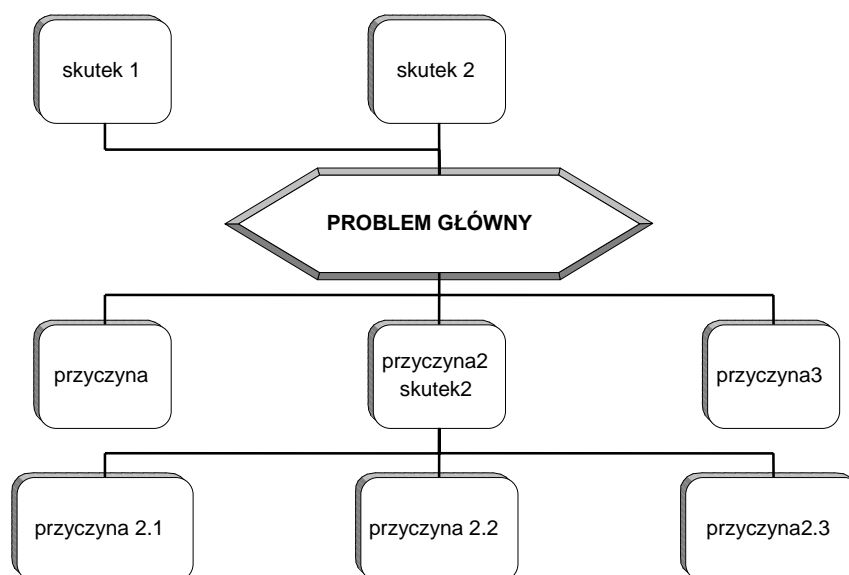 skutek 1
skutek 2
PROBLEM GŁÓWNY
przyczyna
przyczyna2
skutek2
przyczyna3
przyczyna 2.1
przyczyna 2.2
przyczyna2.3